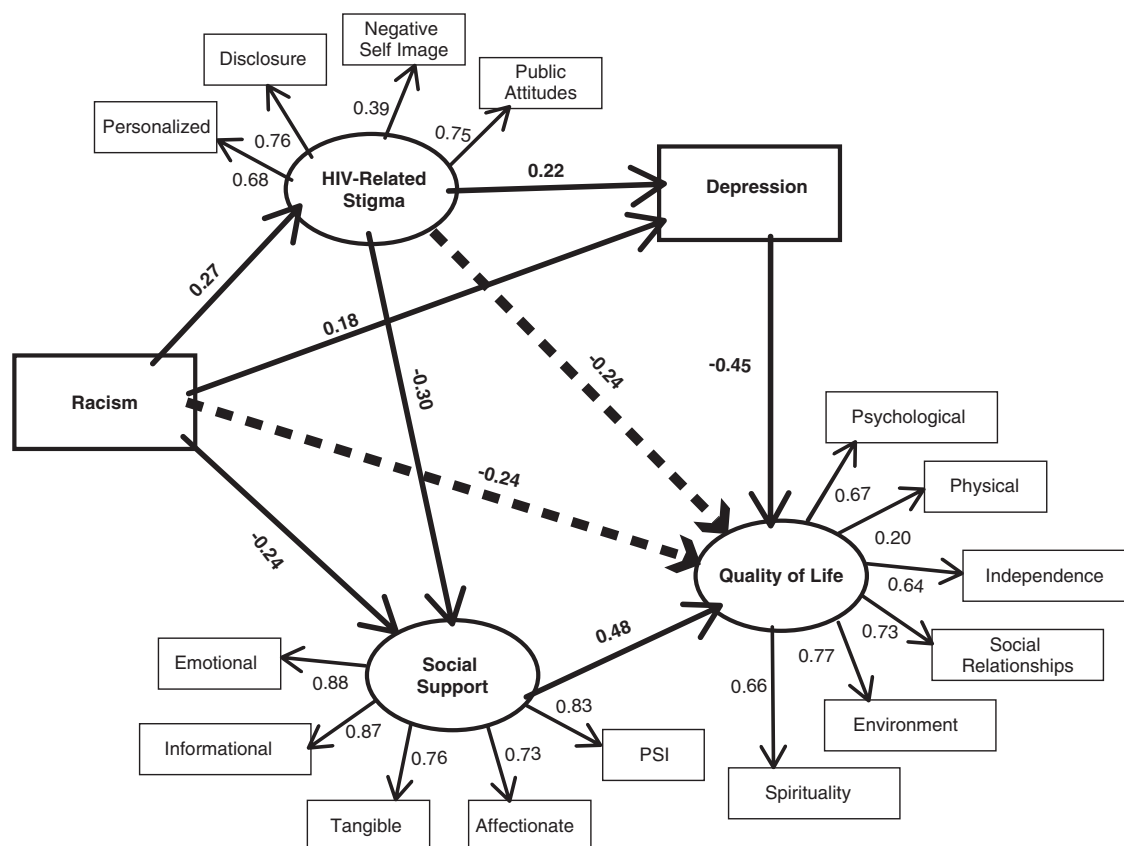 Negative
Self Image
Disclosure
Public
Attitudes
Personalized
0.39
0.76
0.75
0.68
HIV-Related
Stigma
0.22
Depression
0.27
0.18
-0.30
-0.24
-0.45
Racism
-0.24
-0.24
Psychological
0.67
Physical
0.20
Quality of Life
Independence
0.64
0.73
Social
Relationships
0.77
0.66
Environment
Spirituality
0.48
Emotional
0.88
Social
Support
0.83
Informational
0.87
0.76
0.73
PSI
Tangible
Affectionate